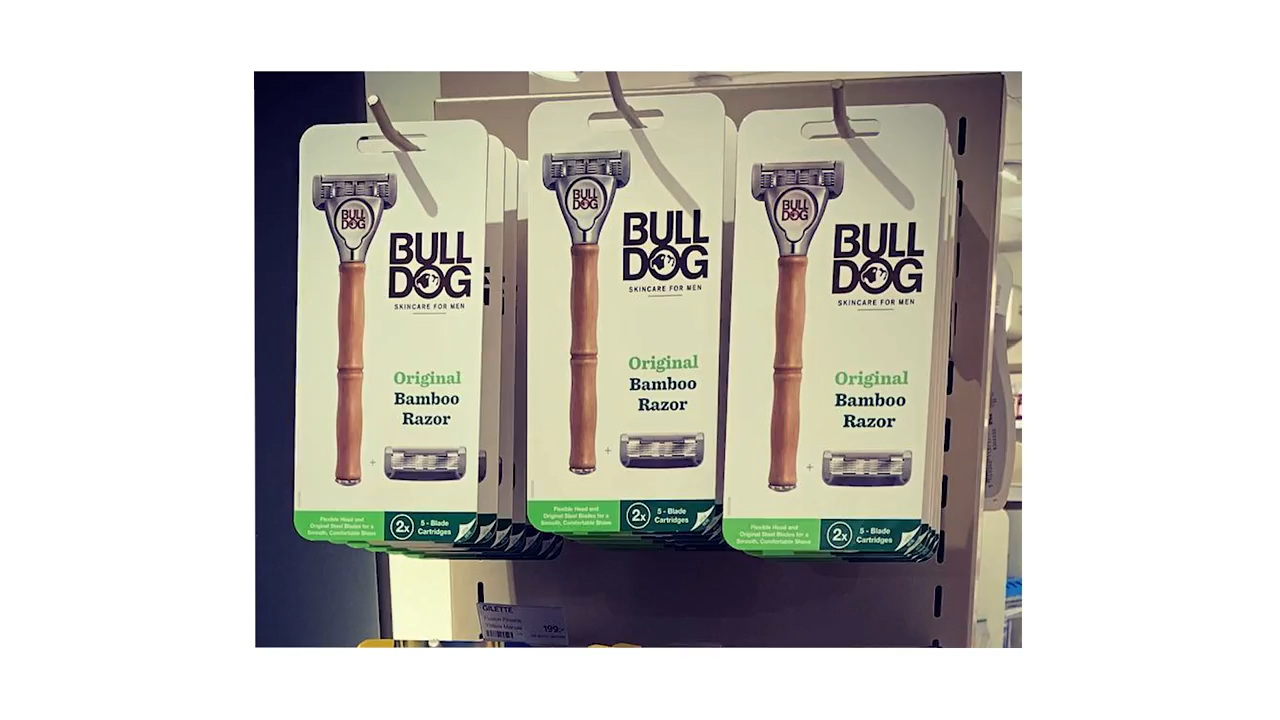 BULL
DOG
BULL
DOG
SKINCARE FOR MEN
Original
Bamboo
Razor
+
Flexible Head and
Original Steel Blades for a
Smooth, Comfortable Shave
2x
5 - Blade
Cartridges
BULL
DOG
BULL
DOG
SKINCARE FOR MEN
Original
Bamboo
Razor
+
Flexible Head and
Original Steel Blades for a
Smooth, Comfortable Shave
2x
5 - Blade
Cartridges
BULL
DOG
BULL
DOG
SKINCARE FOR MEN
Original
Bamboo
Razor
+
Flexible Head and
Original Steel Blades for a
Smooth, Comfortable Shave
2x
5 - Blade
Cartridges
GILETTE
199:-